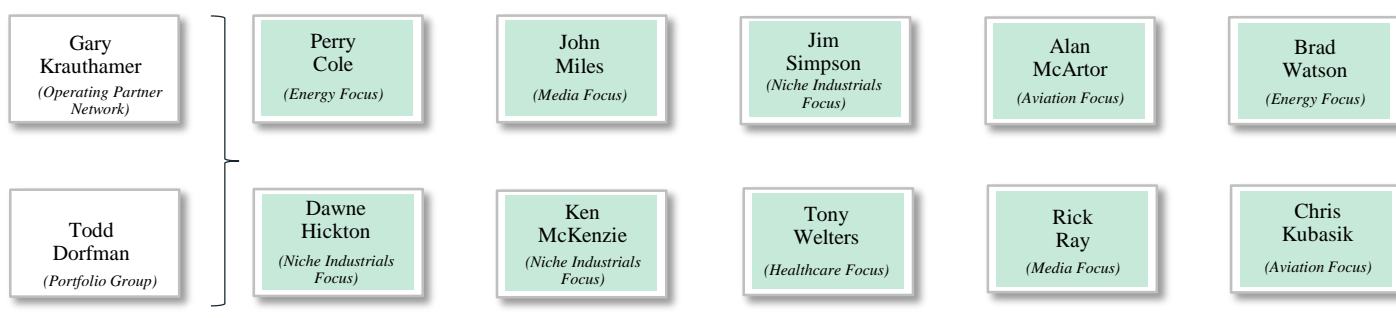 Gary
Krauthamer
(Operating Partner
Network)
Perry
Cole
(Energy Focus)
John
Miles
(Media Focus)
Jim
Simpson
(Niche Industrials
Focus)
Alan
McArtor
(Aviation Focus)
Brad
Watson
(Energy Focus)
Todd
Dorfman
(Portfolio Group)
Dawne
Hickton
(Niche Industrials
Focus)
Ken
McKenzie
(Niche Industrials
Focus)
Tony
Welters
(Healthcare Focus)
Rick
Ray
(Media Focus)
Chris
Kubasik
(Aviation Focus)